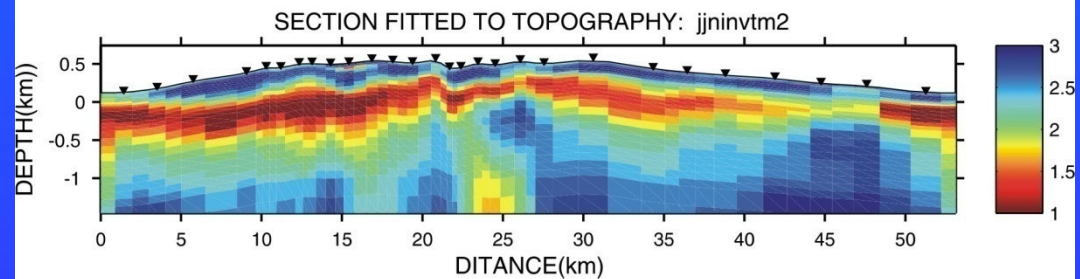 SECTION FITTED TO TOPOGRAPHY: jjninvtm2
DEPTH(km))
0.5
0
-0.5
-1
0 5 10 15 20 25 30 35 40 45 50
DITANCE(km)
3
2.5
2
1.5
1